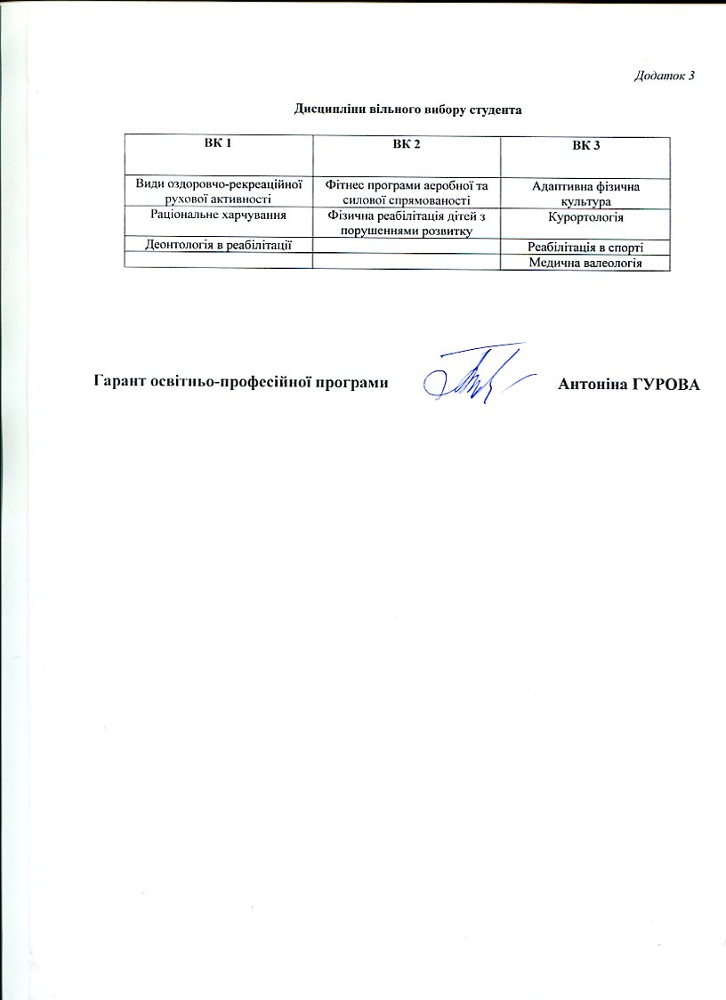 Додаток 3
Дисципліни вільного вибору студента
ВК 1 ВК 2 ВК 3
Види оздоровчо-рекреаційної Фітнес програми аеробної та Адаптивна фізична
рухової активності силової спрямованості культура
Раціональне харчування Фізична реабілітація дітей з Курортологія
порушеннями розвитку
Деонтологія в реабілітації Реабілітація в спорті
Медична валеологія
Гарант освітньо-професійної програми Антоніна ГУРОВА